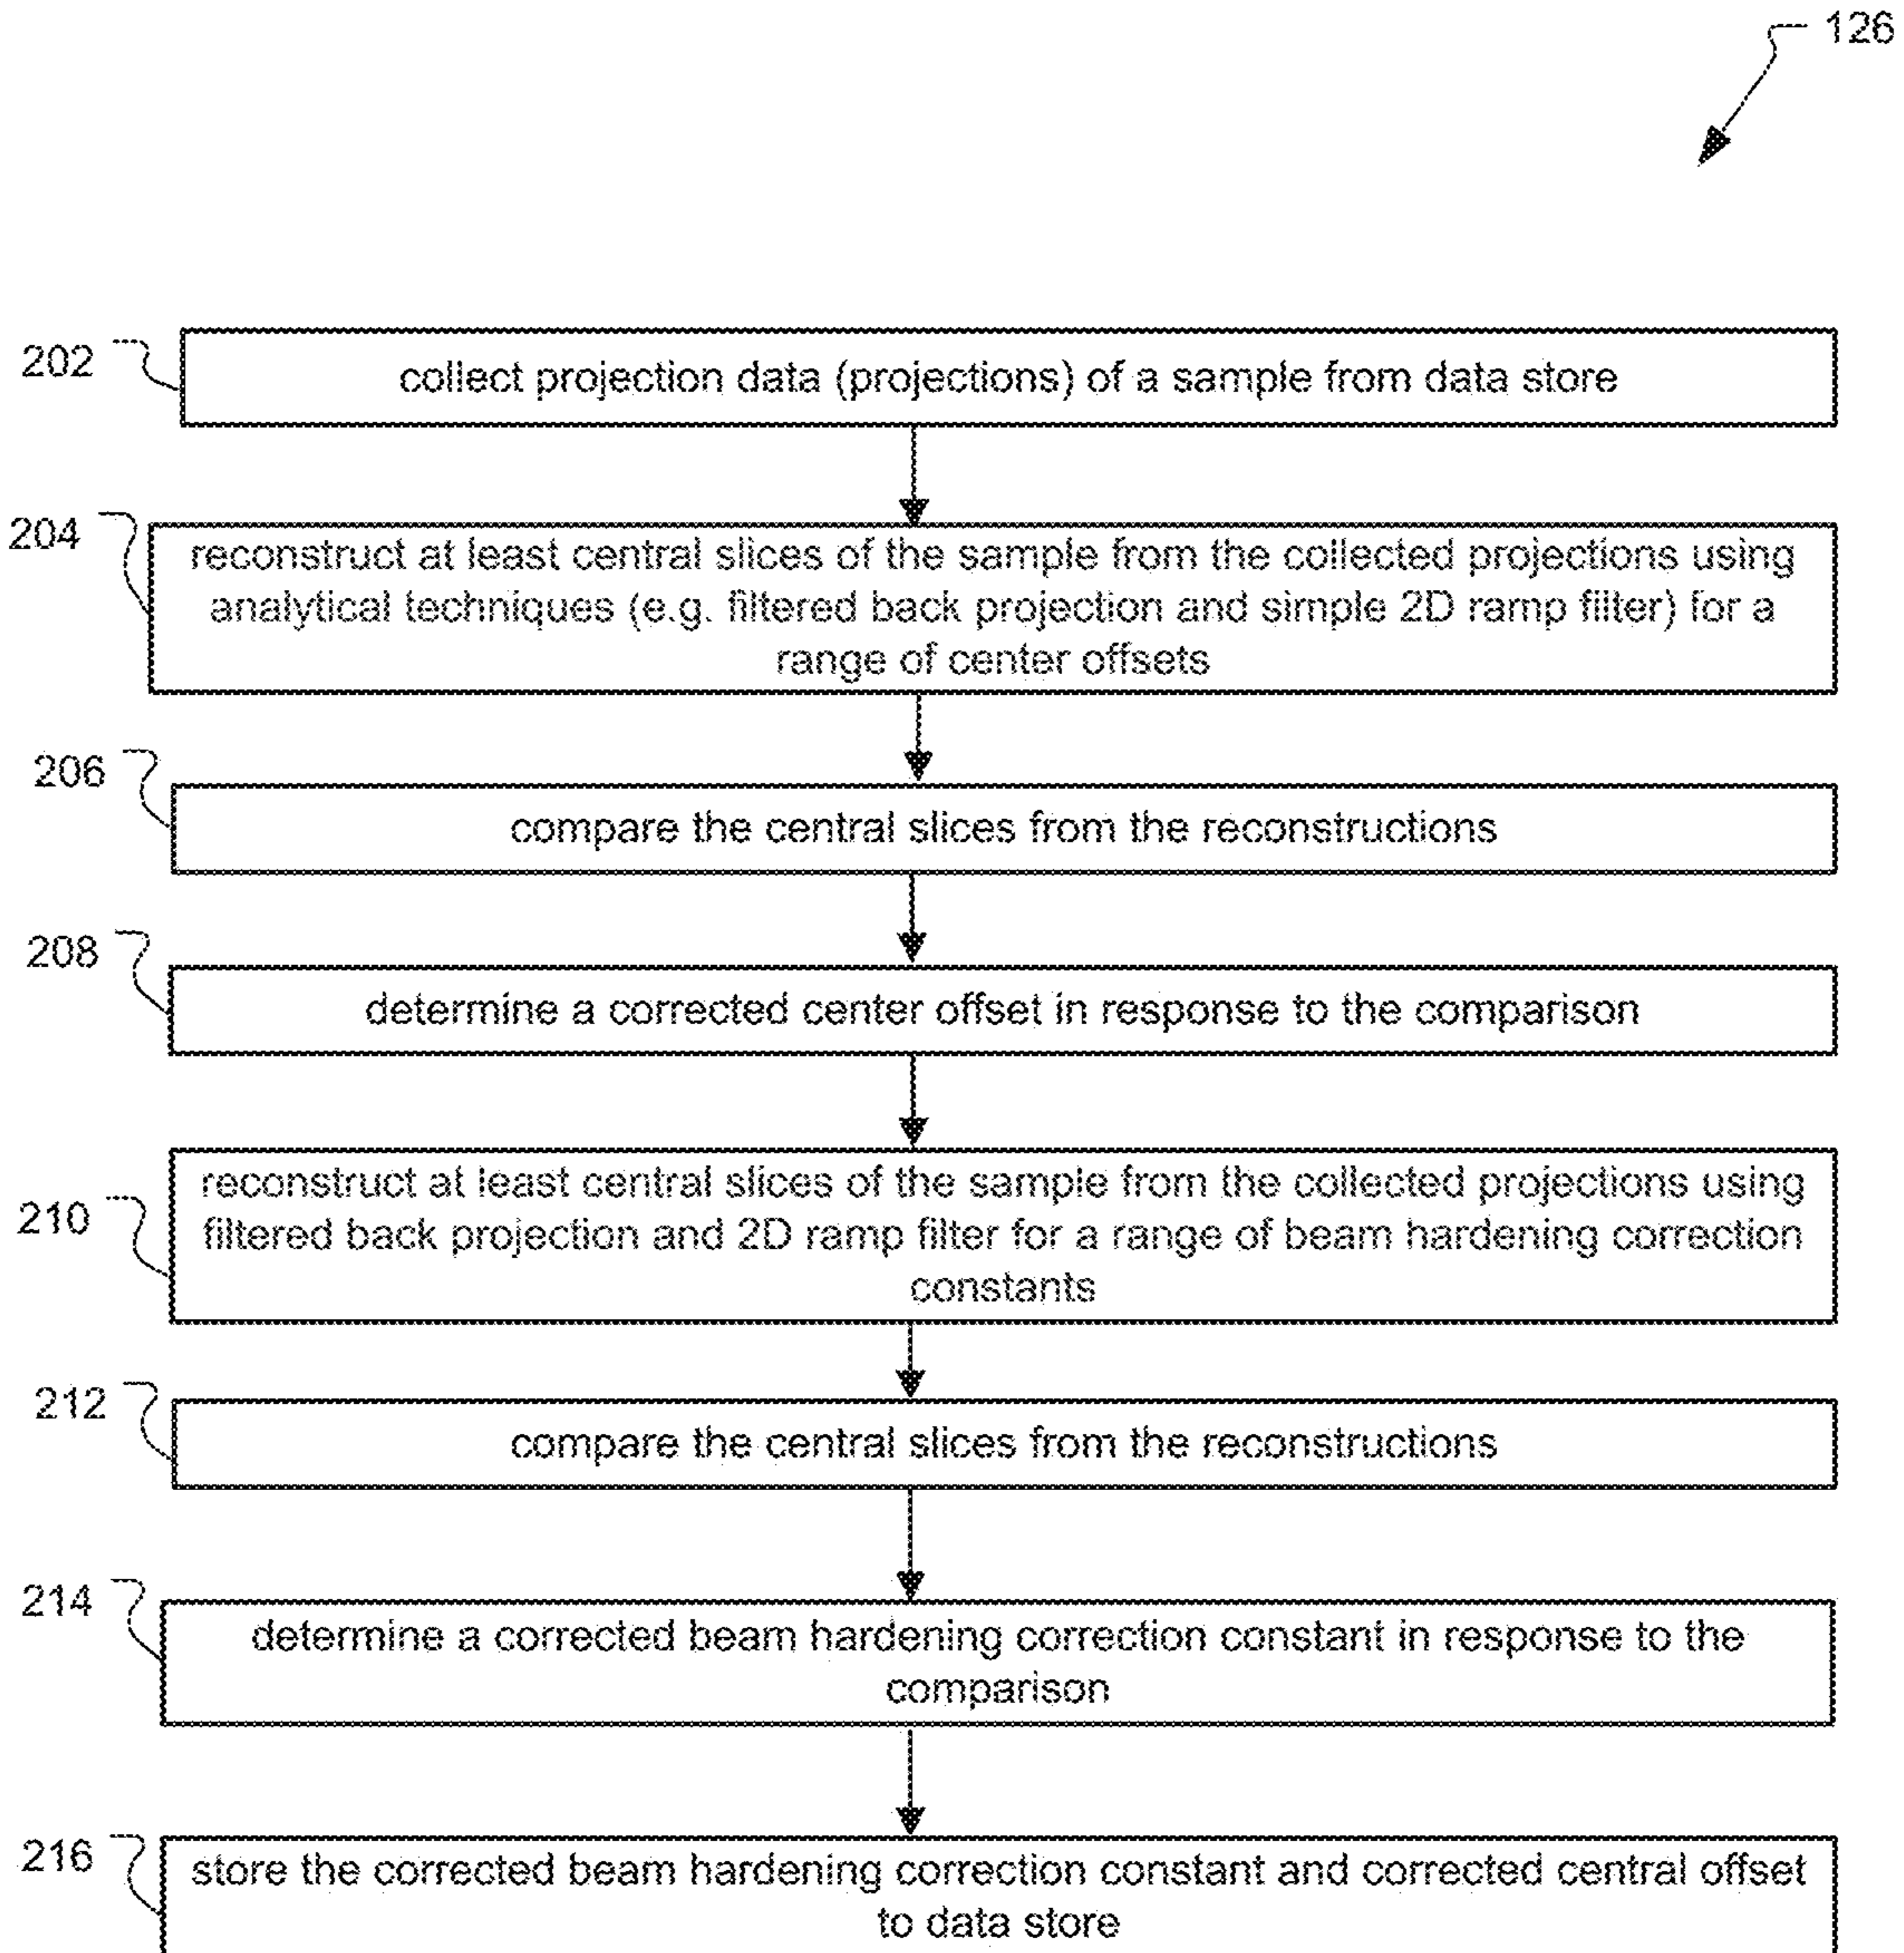 126
202
collect projection data (projections) of a sample from data store
204
reconstruct at least central slices of the sample from the collected projections using
analytical techniques (e.g. filtered back projection and simple 2D ramp filter) for a
range of center offsets
206
compare the central slices from the reconstructions
208
determine a corrected center offset in response to the comparison
210
reconstruct at least central slices of the sample from the collected projections using
filtered back projection and 2D ramp filter for a range of beam hardening correction
constants
212
compare the central slices from the reconstructions
214
determine a corrected beam hardening correction constant in response to the
comparison
216
store the corrected beam hardening correction constant and corrected central offset
to data store